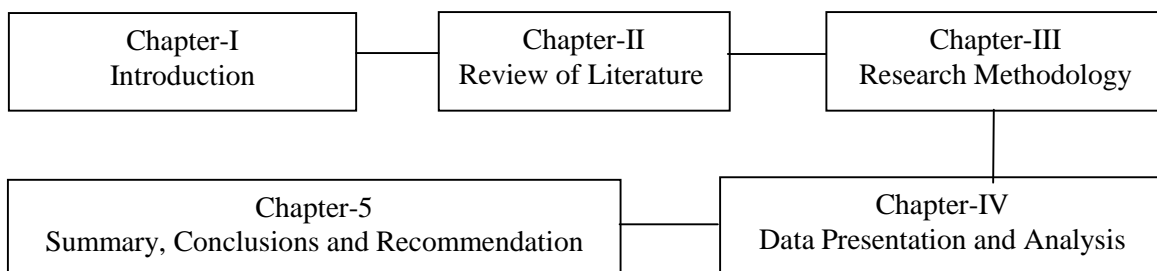 Chapter-I
Introduction
Chapter-II
Review of Literature
Chapter-III
Research Methodology
Chapter-IV
Data Presentation and Analysis
Chapter-5
Summary, Conclusions and Recommendation